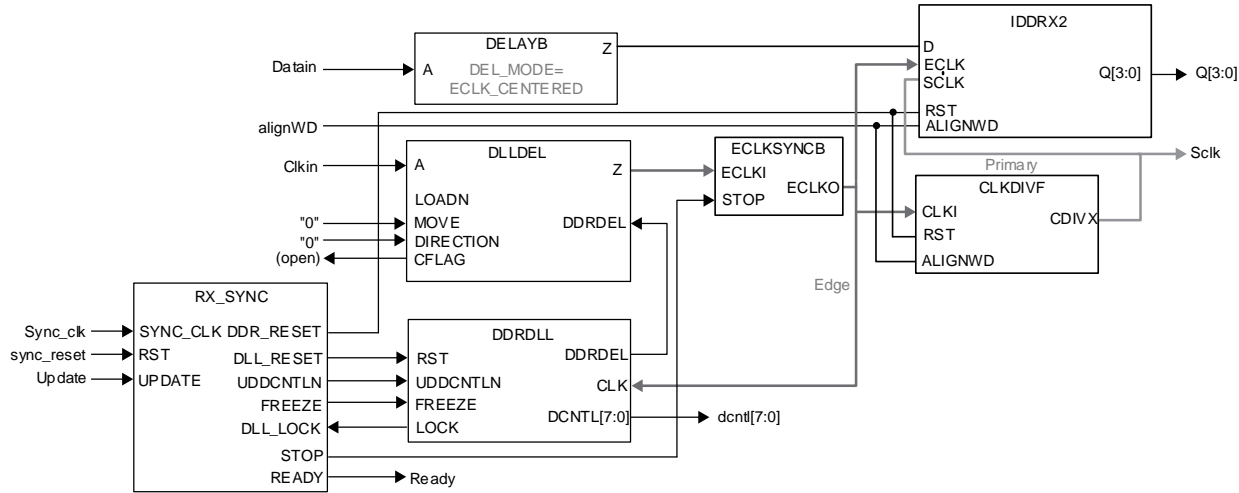 IDDRX2
DELAYB
Z
D
Datain
A
DEL_MODE=
ECLK_CENTERED
ECLK
SCLK
Q[3:0]
Q[3:0]
RST
alignWD
ALIGNWD
DLLDEL
ECLKSYNCB
Sclk
Primary
Clkin
A
Z
ECLKI
ECLKO
CLKDIVF
LOADN
STOP
CLKI
CDIVX
"0"
MOVE
DDRDEL
"0"
DIRECTION
RST
(open)
CFLAG
ALIGNWD
Edge
RX_SYNC
Sync_clk
SYNC_CLK
DDR_RESET
DDRDLL
sync_reset
RST
DLL_RESET
RST
DDRDEL
Update
UPDATE
UDDCNTLN
UDDCNTLN
CLK
FREEZE
FREEZE
DLL_LOCK
LOCK
DCNTL[7:0]
dcntl[7:0]
STOP
READY
Ready